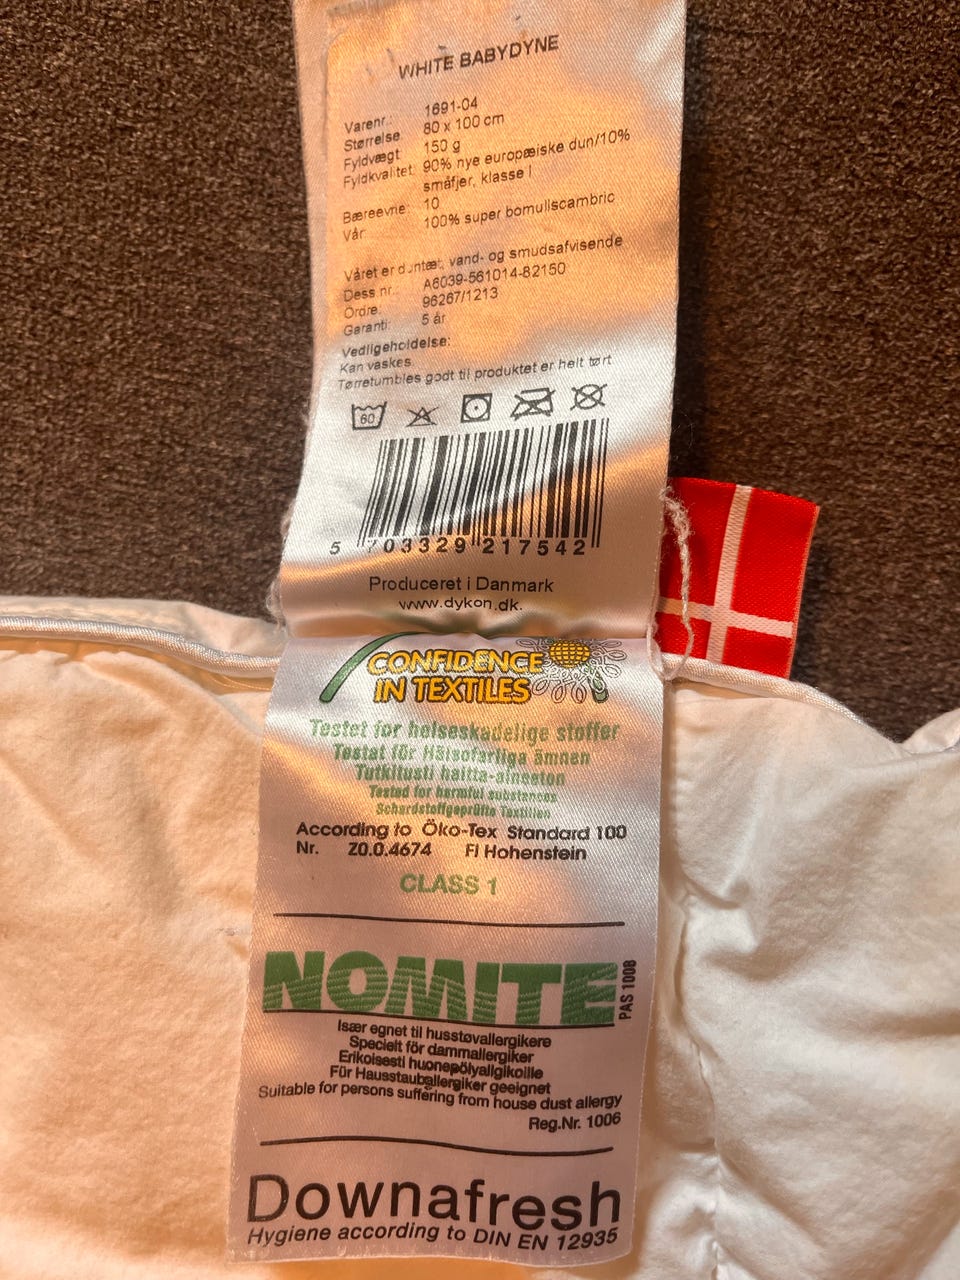 WHITE BABYDYNE
Varenr.: 1691-04
Størrelse: 80 x 100 cm
Fyldvægt: 150 g
Fyldkvalitet: 90% nye europæiske dun/10%
småfjer, klasse I
Bæreevne: 10
Vår: 100% super bomullscambric
Våret er duntæt, vand- og smudsafvisende
Dess nr.: A6039-561014-82150
Ordre: 96267/1213
Garanti: 5 år
Vedligeholdelse:
Kan vaskes
Tørretumbles godt til produktet er helt tørt
60
5 703329 217542
Produceret i Danmark
www.dykon.dk.
CONFIDENCE
IN TEXTILES
Testet for helseskadelige stoffer
Testat för Hälsofarliga ämnen
Tutkitusti haitta-aineeton
Tested for harmful substances
Schardstoffgeprüfte Textilien
According to Öko-Tex Standard 100
Nr. Z0.0.4674 FI Hohenstein
CLASS 1
NOMITE
PAS 1008
Især egnet til husstøvallergikere
Specielt för dammallergiker
Erikoisesti huonepölyallgikoille
Für Hausstauballergiker geeignet
Suitable for persons suffering from house dust allergy
Reg.Nr. 1006
Downafresh
Hygiene according to DIN EN 12935